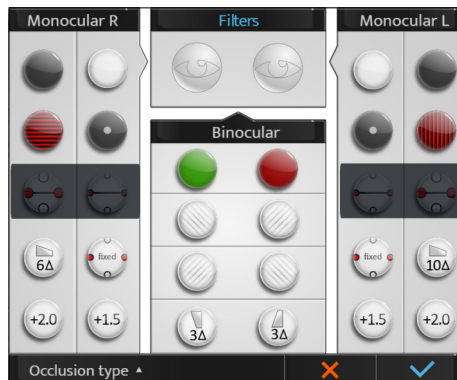 Monocular R
Filters
Monocular L
Binocular
6Δ
fixed
fixed
10Δ
+2.0
+1.5
3Δ
3Δ
+1.5
+2.0
Occlusion type